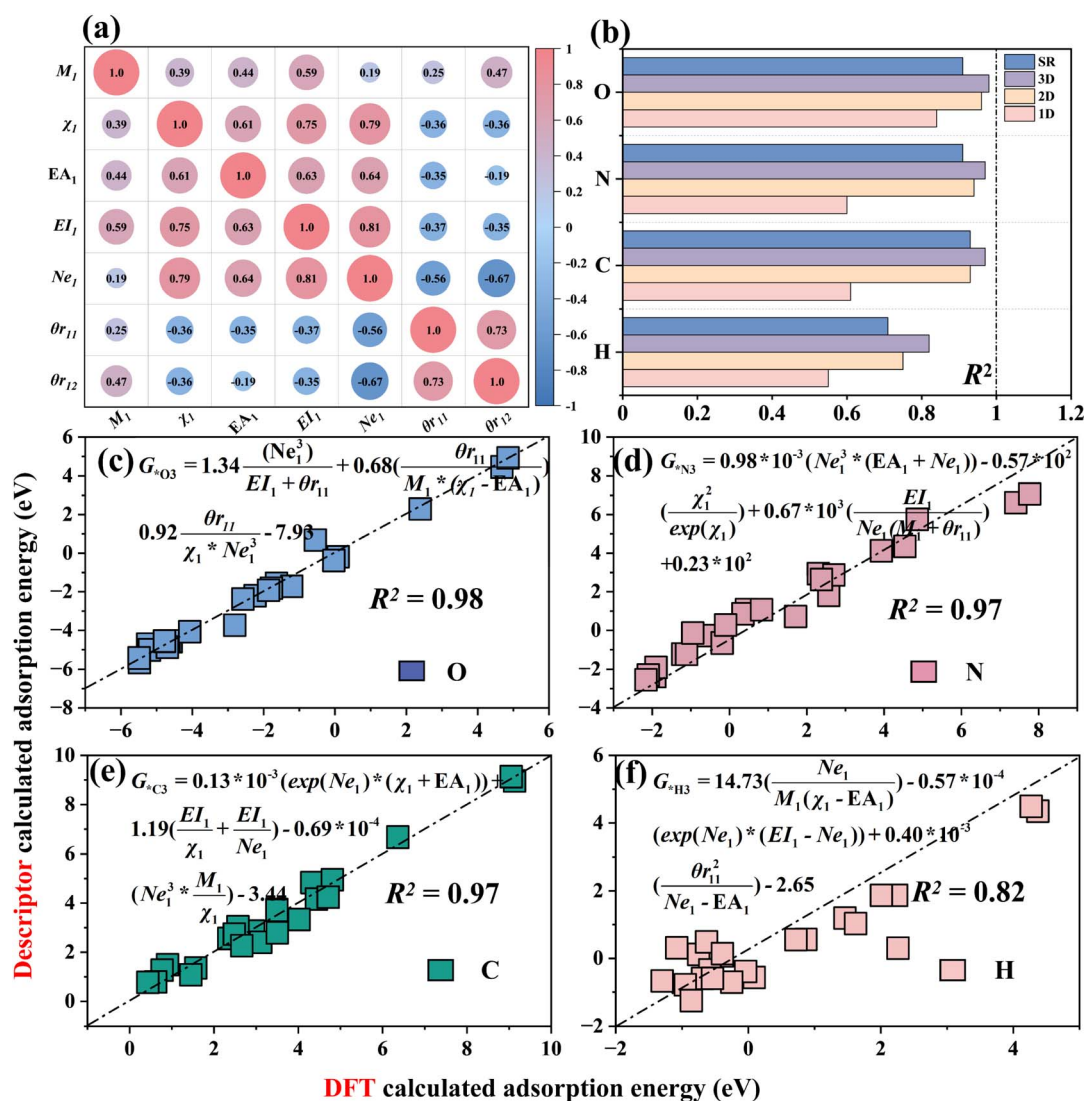 (a)
M₁ 1.0 0.39 0.44 0.59 0.19 0.25 0.47
χ₁ 0.39 1.0 0.61 0.75 0.79 -0.36 -0.36
EA₁ 0.44 0.61 1.0 0.63 0.64 -0.35 -0.19
EI₁ 0.59 0.75 0.63 1.0 0.81 -0.37 -0.35
Ne₁ 0.19 0.79 0.64 0.81 1.0 -0.56 -0.67
θr₁₁ 0.25 -0.36 -0.35 -0.37 -0.56 1.0 0.73
θr₁₂ 0.47 -0.36 -0.19 -0.35 -0.67 0.73 1.0
M₁ χ₁ EA₁ EI₁ Ne₁ θr₁₁ θr₁₂
1
0.8
0.6
0.4
0.2
0
-0.2
-0.4
-0.6
-0.8
-1
(b)
SR
3D
2D
1D
O
N
C
H
R²
0 0.2 0.4 0.6 0.8 1 1.2
Descriptor calculated adsorption energy (eV)
(c)
G*O3 = 1.34 (Ne₁³)/(EI₁ + θr₁₁) + 0.68(θr₁₁/(M₁ * (χ₁ - EA₁))
0.92 θr₁₁/(χ₁ * Ne₁³) - 7.93
R² = 0.98
O
6
4
2
0
−2
−4
−6
−8
−6 −4 −2 0 2 4 6
(d)
G*N3 = 0.98*10⁻³(Ne₁³ * (EA₁ + Ne₁)) - 0.57*10²
(χ₁²/exp(χ₁)) + 0.67*10³(EI₁/(Ne₁(M₁ + θr₁₁)))
+0.23*10²
R² = 0.97
N
10
8
6
4
2
0
−2
−4
−2 0 2 4 6 8
(e)
G*C3 = 0.13*10⁻³(exp(Ne₁) * (χ₁ + EA₁)) +
1.19(EI₁/χ₁ + EI₁/Ne₁) - 0.69*10⁻⁴
(Ne₁³ * M₁/χ₁) - 3.44
R² = 0.97
C
10
8
6
4
2
0
0 2 4 6 8 10
(f)
G*H3 = 14.73(Ne₁/(M₁(χ₁ - EA₁))) - 0.57*10⁻⁴
(exp(Ne₁) * (EI₁ - Ne₁)) + 0.40*10⁻³
(θr₁₁²/(Ne₁ - EA₁)) - 2.65
R² = 0.82
H
6
4
2
0
−2
−2 0 2 4
DFT calculated adsorption energy (eV)